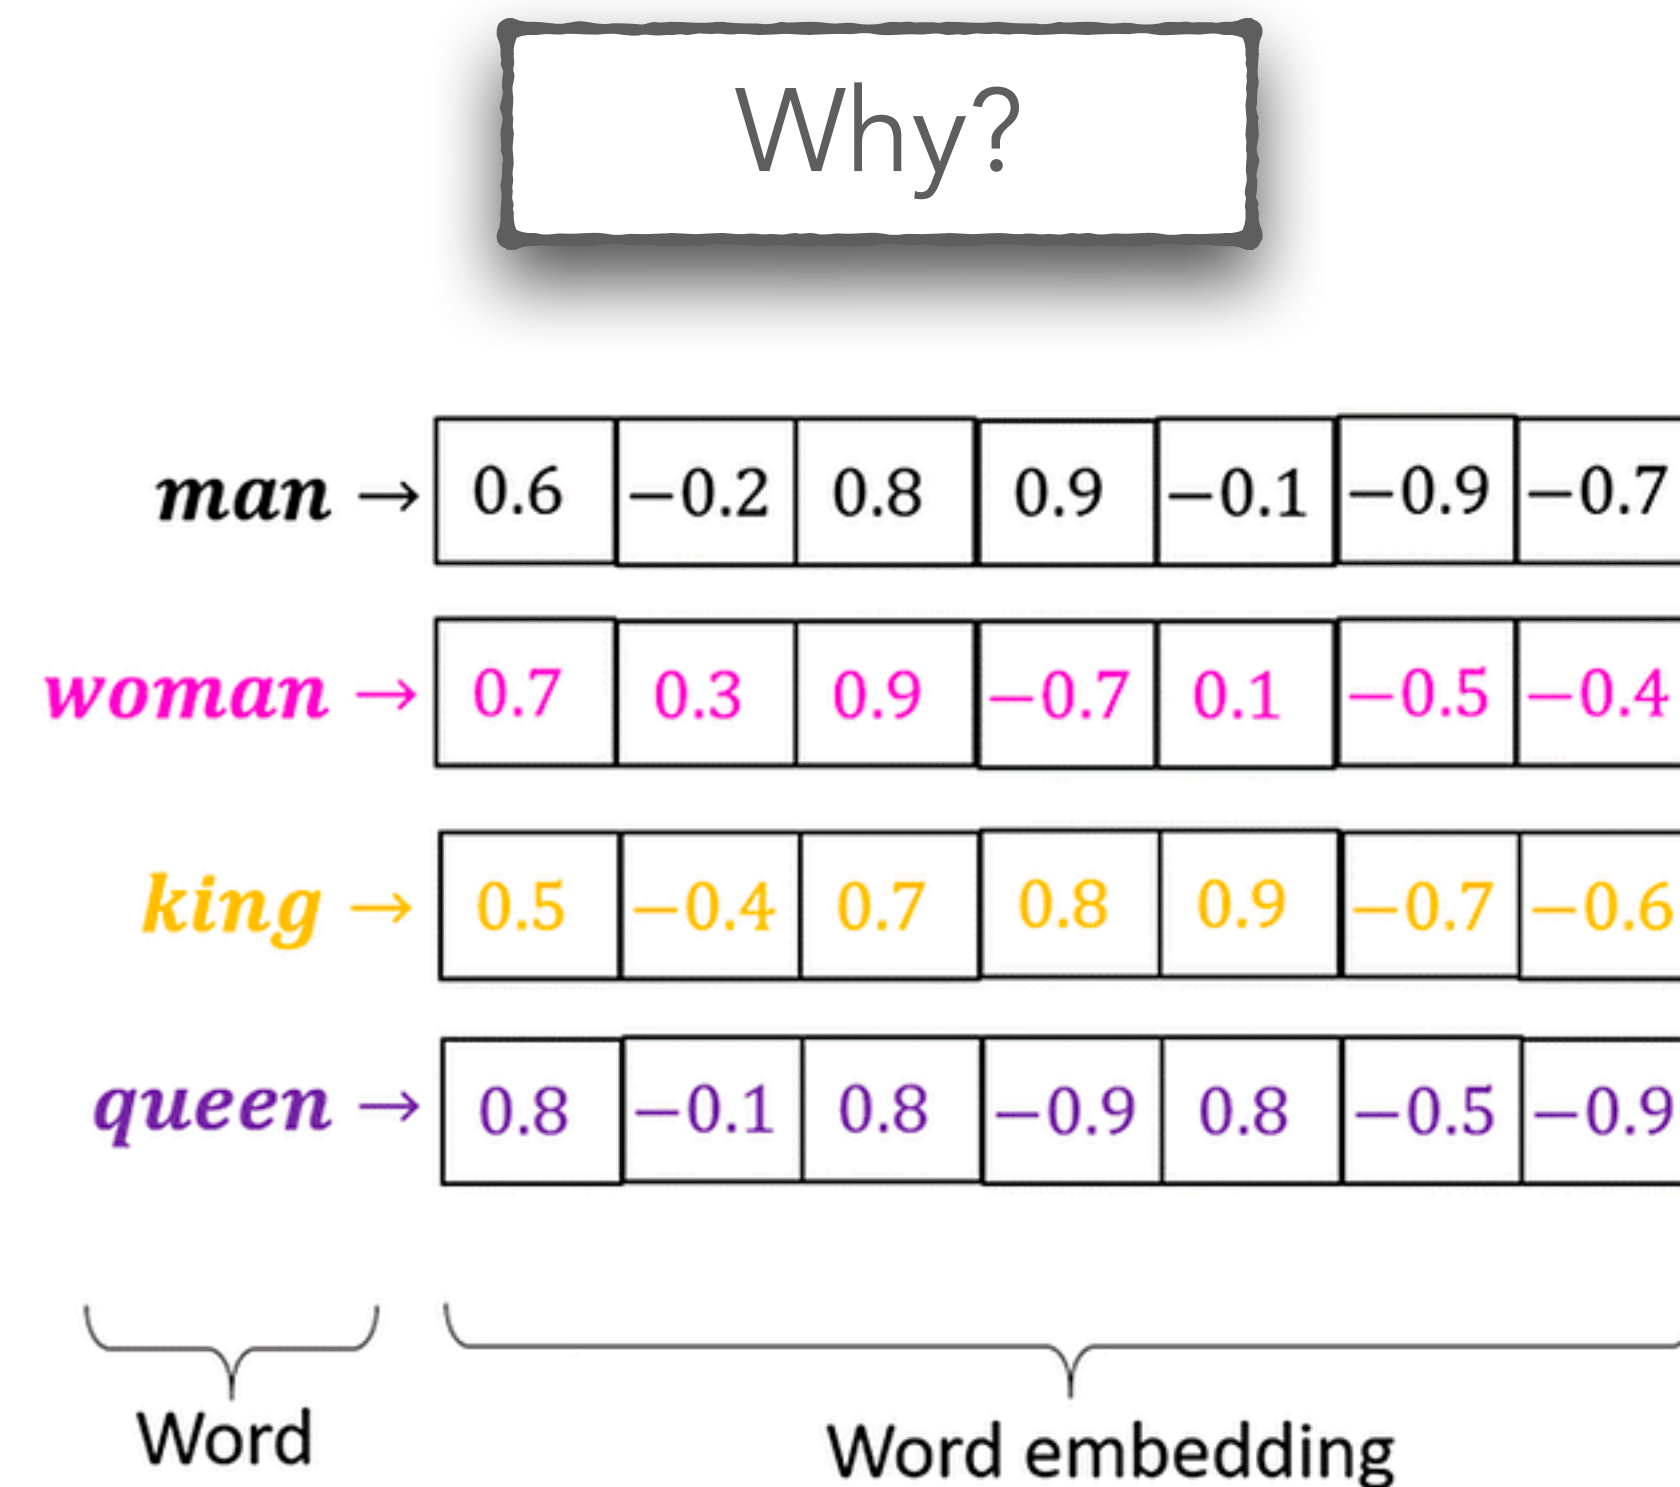 Why?
man → 0.6 −0.2 0.8 0.9 −0.1 −0.9 −0.7
woman → 0.7 0.3 0.9 −0.7 0.1 −0.5 −0.4
king → 0.5 −0.4 0.7 0.8 0.9 −0.7 −0.6
queen → 0.8 −0.1 0.8 −0.9 0.8 −0.5 −0.9
Word Word embedding